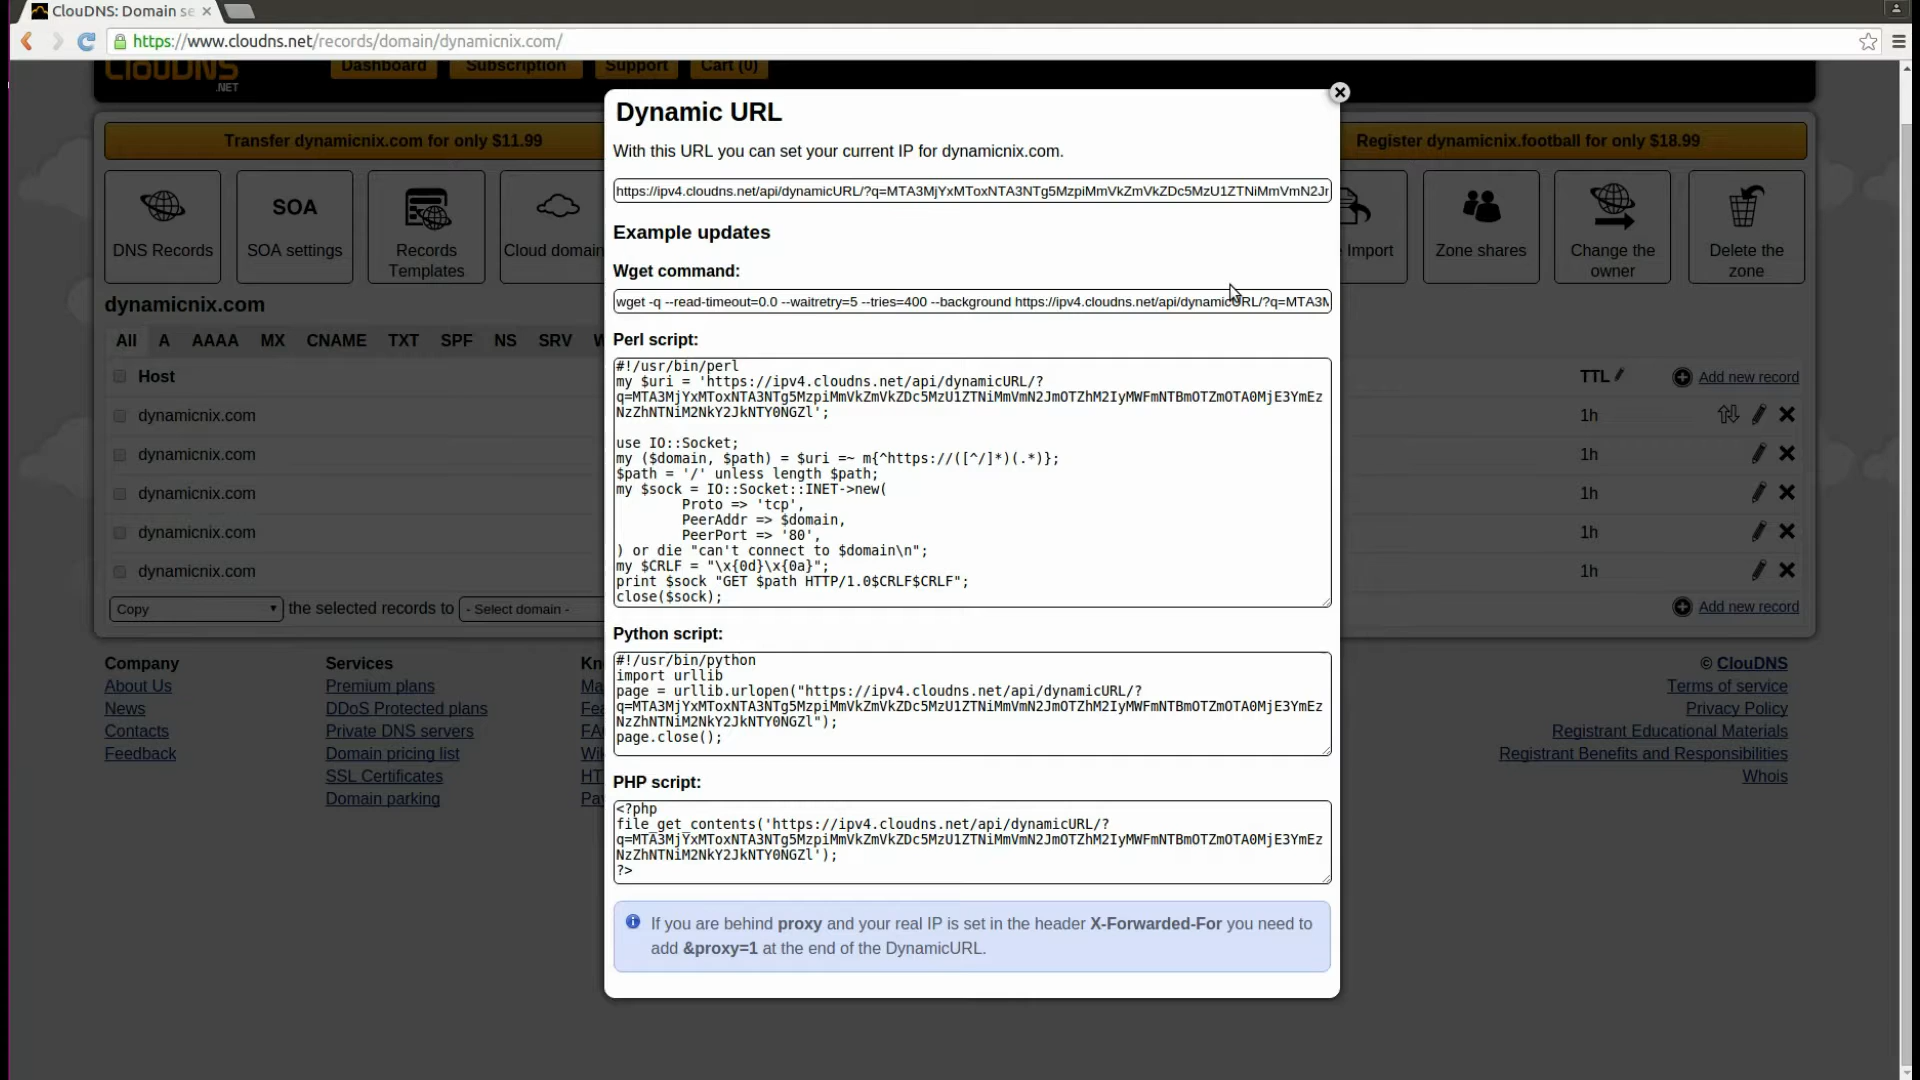 ClouDNS: Domain se
https://www.cloudns.net/records/domain/dynamicnix.com/
ClouDNS
.NET
Dashboard
Subscription
Support
Cart (0)
Transfer dynamicnix.com for only $11.99
Register dynamicnix.football for only $18.99
DNS Records
SOA
SOA settings
Records
Templates
Cloud domain
Import
Zone shares
Change the
owner
Delete the
zone
dynamicnix.com
All A AAAA MX CNAME TXT SPF NS SRV W
Host
TTL
Add new record
dynamicnix.com
1h
dynamicnix.com
1h
dynamicnix.com
1h
dynamicnix.com
1h
dynamicnix.com
1h
Copy
the selected records to
- Select domain -
Add new record
Dynamic URL
With this URL you can set your current IP for dynamicnix.com.
https://ipv4.cloudns.net/api/dynamicURL/?q=MTA3MjYxMToxNTA3NTg5MzpiMmVkZmVkZDc5MzU1ZTNiMmVmN2Jr
Example updates
Wget command:
wget -q --read-timeout=0.0 --waitretry=5 --tries=400 --background https://ipv4.cloudns.net/api/dynamicURL/?q=MTA3M
Perl script:
#!/usr/bin/perl
my $uri = 'https://ipv4.cloudns.net/api/dynamicURL/?
q=MTA3MjYxMToxNTA3NTg5MzpiMmVkZmVkZDc5MzU1ZTNiMmVmN2JmOTZhM2IyMWFmNTBmOTZmOTA0MjE3YmEz
NzZhNTNiM2NkY2JkNTY0NGZl';
use IO::Socket;
my ($domain, $path) = $uri =~ m{^https://([^/]*)(.*)};
$path = '/' unless length $path;
my $sock = IO::Socket::INET->new(
Proto => 'tcp',
PeerAddr => $domain,
PeerPort => '80',
) or die "can't connect to $domain\n";
my $CRLF = "\x{0d}\x{0a}";
print $sock "GET $path HTTP/1.0$CRLF$CRLF";
close($sock);
Python script:
#!/usr/bin/python
import urllib
page = urllib.urlopen("https://ipv4.cloudns.net/api/dynamicURL/?
q=MTA3MjYxMToxNTA3NTg5MzpiMmVkZmVkZDc5MzU1ZTNiMmVmN2JmOTZhM2IyMWFmNTBmOTZmOTA0MjE3YmEz
NzZhNTNiM2NkY2JkNTY0NGZl");
page.close();
PHP script:
<?php
file_get_contents('https://ipv4.cloudns.net/api/dynamicURL/?
q=MTA3MjYxMToxNTA3NTg5MzpiMmVkZmVkZDc5MzU1ZTNiMmVmN2JmOTZhM2IyMWFmNTBmOTZmOTA0MjE3YmEz
NzZhNTNiM2NkY2JkNTY0NGZl');
?>
If you are behind proxy and your real IP is set in the header X-Forwarded-For you need to
add &proxy=1 at the end of the DynamicURL.
Company
About Us
News
Contacts
Feedback
Services
Premium plans
DDoS Protected plans
Private DNS servers
Domain pricing list
SSL Certificates
Domain parking
Kn
Ma
Fea
FA
Wi
HT
Pa
© ClouDNS
Terms of service
Privacy Policy
Registrant Educational Materials
Registrant Benefits and Responsibilities
Whois